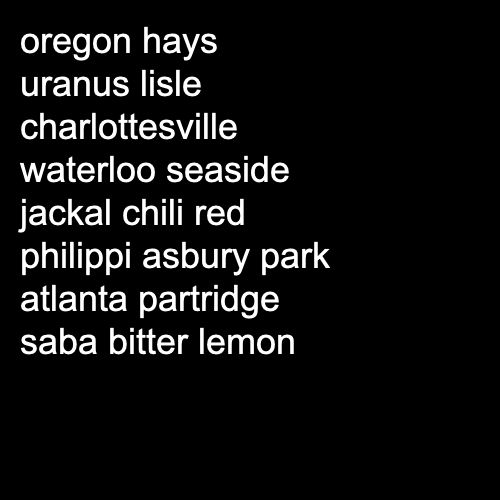 oregon hays
uranus lisle
charlottesville
waterloo seaside
jackal chili red
philippi asbury park
atlanta partridge
saba bitter lemon